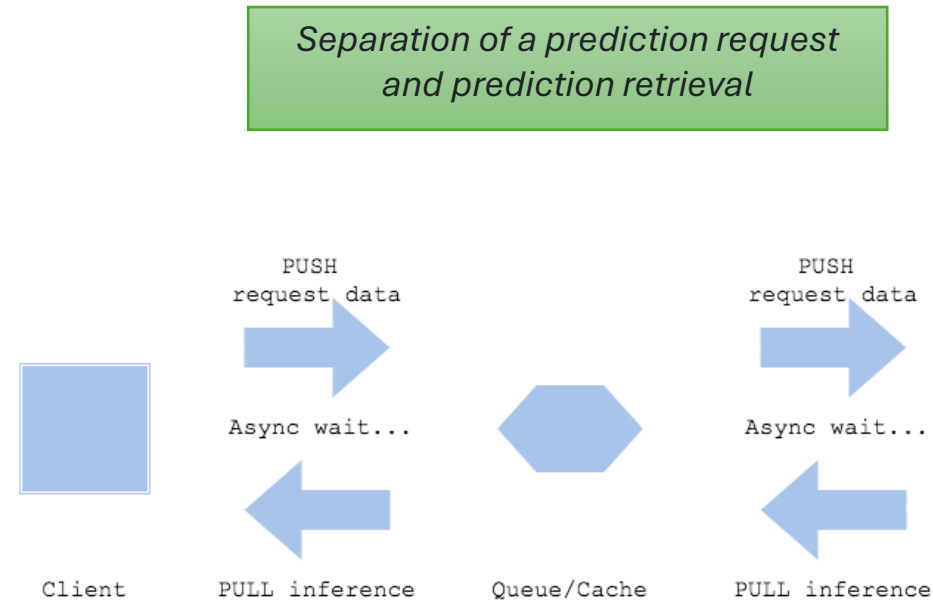 Separation of a prediction request
and prediction retrieval
PUSH
request data
PUSH
request data
Async wait...
Async wait...
Client
PULL inference
Queue/Cache
PULL inference